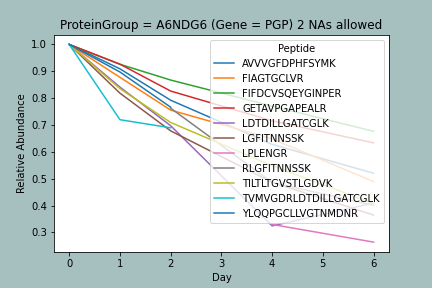 ProteinGroup = A6NDG6 (Gene = PGP) 2 NAs allowed
Relative Abundance
1.0
0.9
0.8
0.7
0.6
0.5
0.4
0.3
Peptide
AVVVGFDPHFSYMK
FIAGTGCLVR
FIFDCVSQEYGINPER
GETAVPGAPEALR
LDTDILLGATCGLK
LGFITNNSSK
LPLENGR
RLGFITNNSSK
TILTLTGVSTLGDVK
TVMVGDRLDTDILLGATCGLK
YLQQPGCLLVGTNMDNR
0 1 2 3 4 5 6
Day